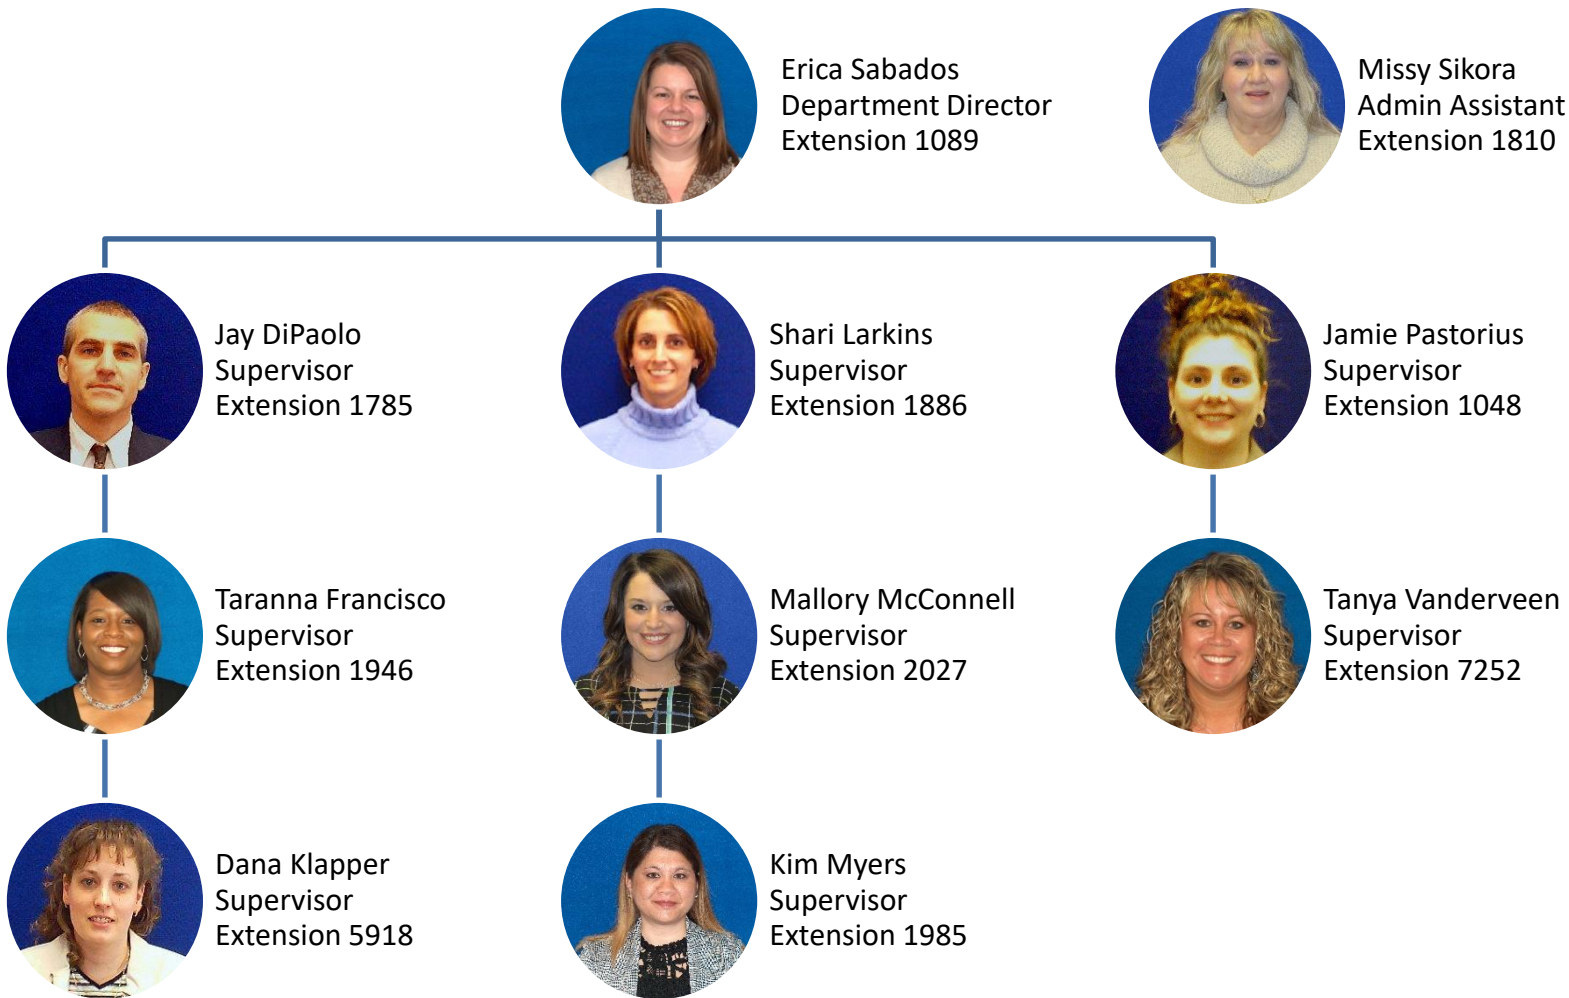 Erica Sabados
Department Director
Extension 1089
Missy Sikora
Admin Assistant
Extension 1810
Jay DiPaolo
Supervisor
Extension 1785
Shari Larkins
Supervisor
Extension 1886
Jamie Pastorius
Supervisor
Extension 1048
Taranna Francisco
Supervisor
Extension 1946
Mallory McConnell
Supervisor
Extension 2027
Tanya Vanderveen
Supervisor
Extension 7252
Dana Klapper
Supervisor
Extension 5918
Kim Myers
Supervisor
Extension 1985